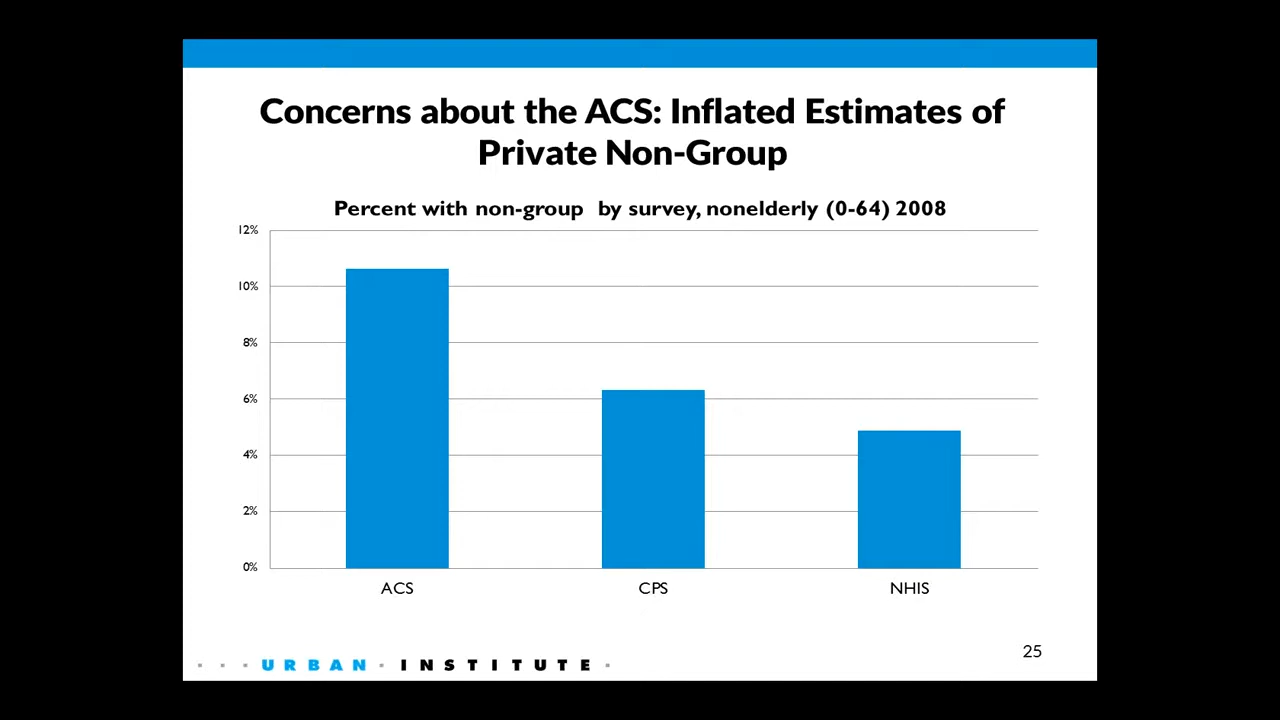 Concerns about the ACS: Inflated Estimates of
Private Non-Group
Percent with non-group by survey, nonelderly (0-64) 2008
12%
10%
8%
6%
4%
2%
0%
ACS CPS NHIS
25
URBAN INSTITUTE